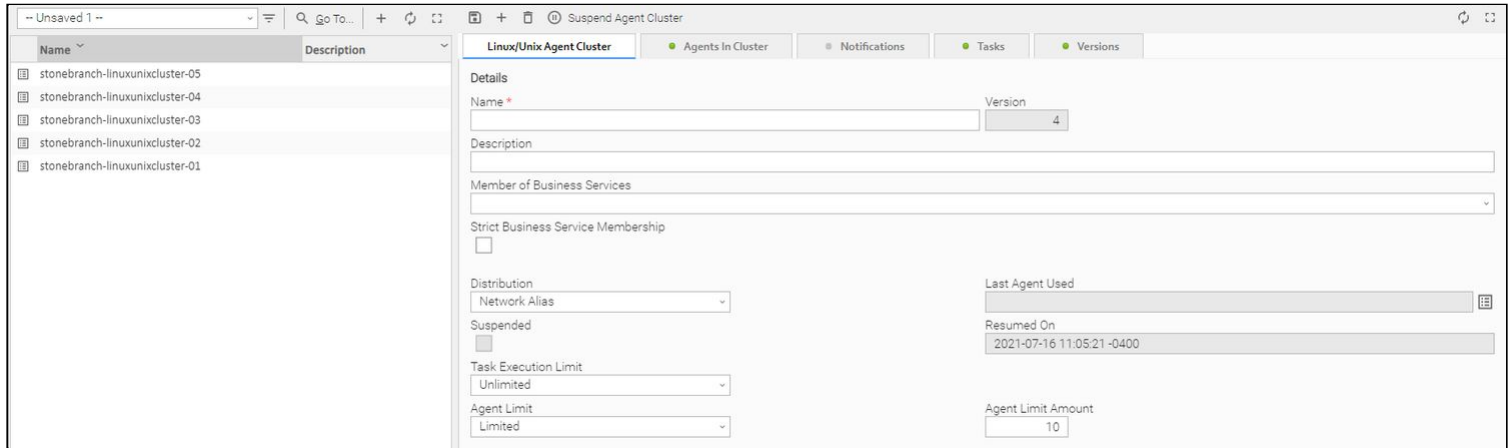 -- Unsaved 1 --
Go To...
Suspend Agent Cluster
Name
Description
stonebranch-linuxunixcluster-05
stonebranch-linuxunixcluster-04
stonebranch-linuxunixcluster-03
stonebranch-linuxunixcluster-02
stonebranch-linuxunixcluster-01
Linux/Unix Agent Cluster
Agents In Cluster
Notifications
Tasks
Versions
Details
Name *
Version
4
Description
Member of Business Services
Strict Business Service Membership
Distribution
Network Alias
Last Agent Used
Suspended
Resumed On
2021-07-16 11:05:21 -0400
Task Execution Limit
Unlimited
Agent Limit
Limited
Agent Limit Amount
10